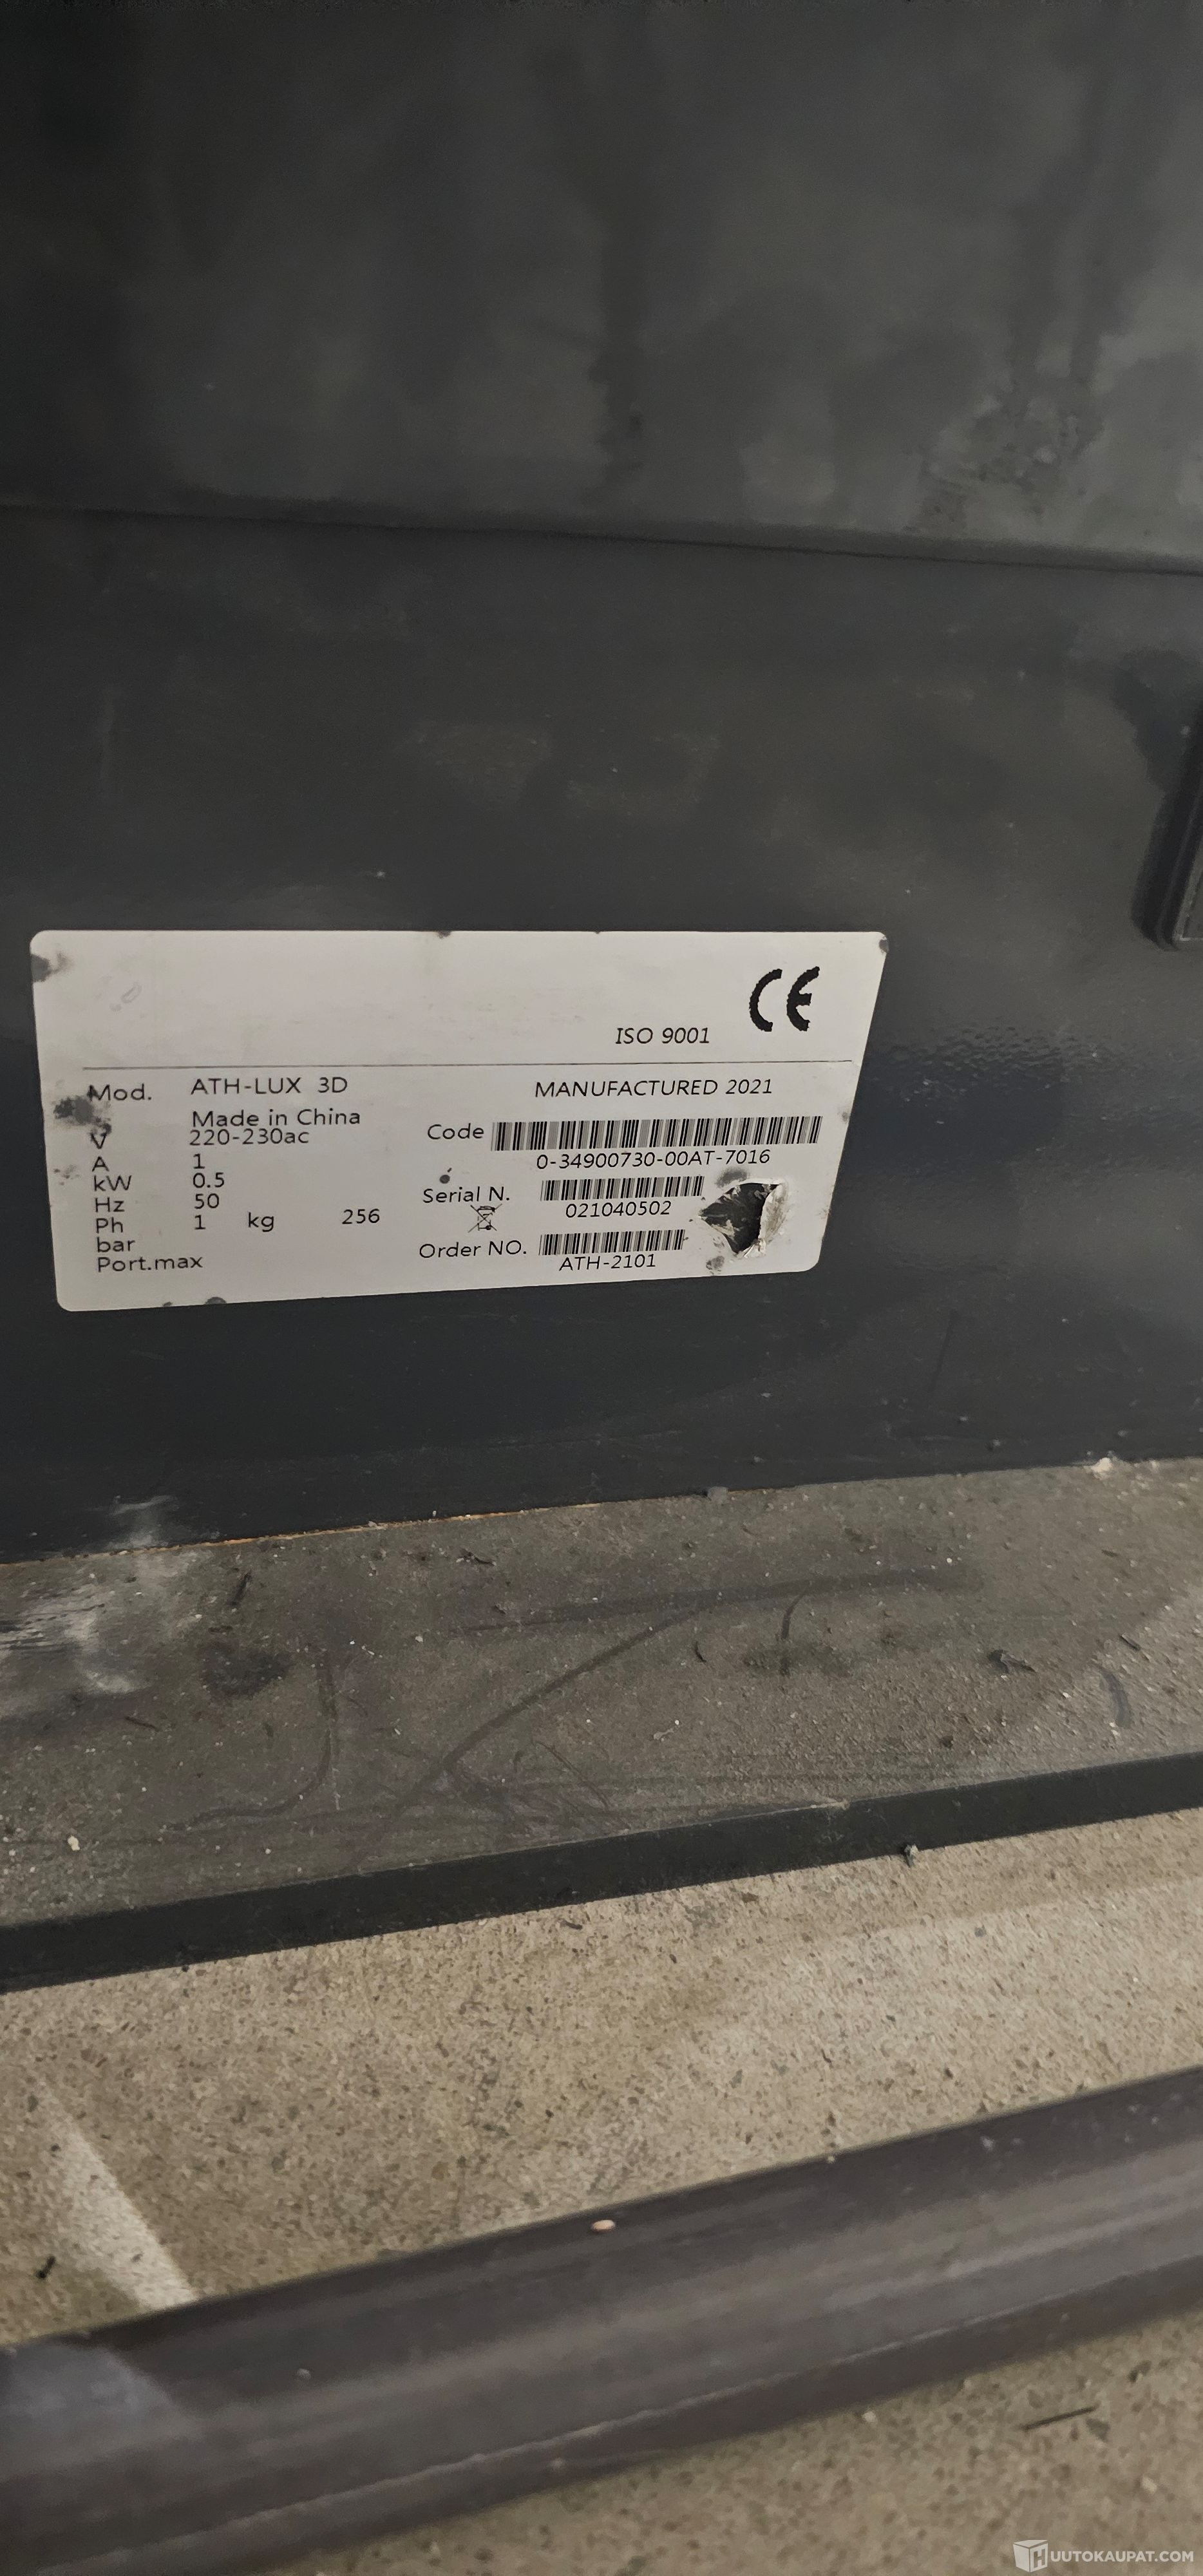 CE
ISO 9001
Mod. ATH-LUX 3D
MANUFACTURED 2021
Made in China
V 220-230ac
Code
0-34900730-00AT-7016
A 1
kW 0.5
Serial N.
021040502
Hz 50
Ph 1 kg 256
bar
Order NO.
ATH-2101
Port.max
HUUTOKAUPAT.COM